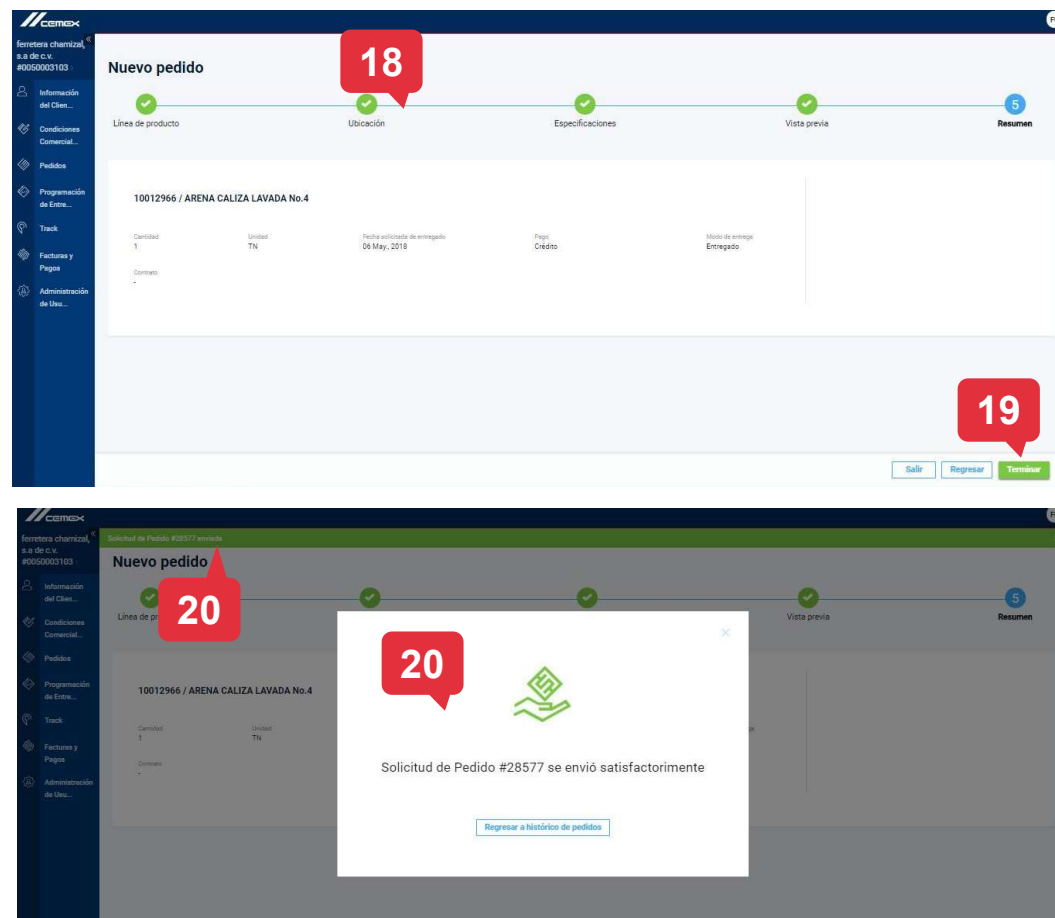 CEMEX
ferretera chamizal,
s.a de c.v.
#0050003103
Información
del Clien...
Condiciones
Comercial...
Pedidos
Programación
de Entre...
Track
Facturas y
Pagos
Administración
de Usu...
Nuevo pedido
18
Línea de producto
Ubicación
Especificaciones
Vista previa
5
Resumen
10012966 / ARENA CALIZA LAVADA No.4
Cantidad
1
Unidad
TN
Fecha solicitada de entregado
06 May., 2018
Pago
Crédito
Modo de entrega
Entregado
Contrato
-
19
Salir
Regresar
Terminar
CEMEX
ferretera chamizal,
s.a de c.v.
#0050003103
Información
del Clien...
Condiciones
Comercial...
Pedidos
Programación
de Entre...
Track
Facturas y
Pagos
Administración
de Usu...
Solicitud de Pedido #28577 enviada
Nuevo pedido
20
Línea de pr
Vista previa
5
Resumen
10012966 / ARENA CALIZA LAVADA No.4
Cantidad
1
Unidad
TN
Contrato
-
20
Solicitud de Pedido #28577 se envió satisfactorimente
Regresar a histórico de pedidos